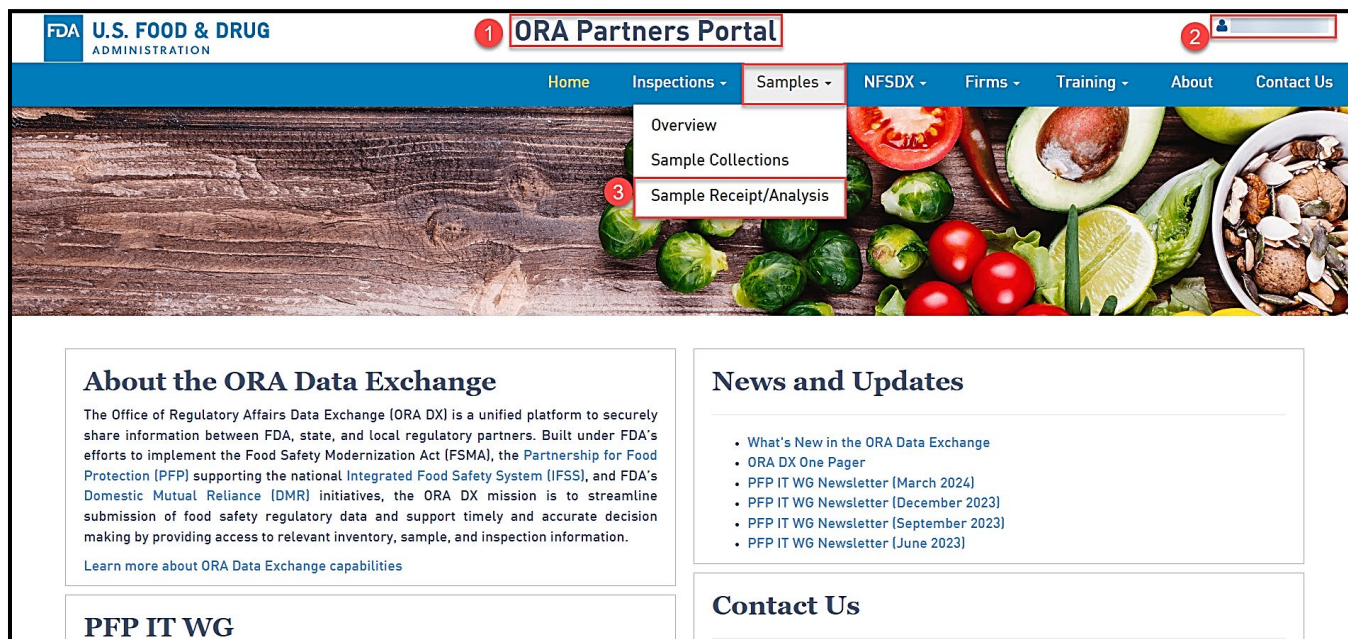 FDA U.S. FOOD & DRUG
ADMINISTRATION
1 ORA Partners Portal
2
Home Inspections Samples NFSDX Firms Training About Contact Us
Overview
Sample Collections
3 Sample Receipt/Analysis
About the ORA Data Exchange
The Office of Regulatory Affairs Data Exchange (ORA DX) is a unified platform to securely
share information between FDA, state, and local regulatory partners. Built under FDA's
efforts to implement the Food Safety Modernization Act (FSMA), the Partnership for Food
Protection (PFP) supporting the national Integrated Food Safety System (IFSS), and FDA's
Domestic Mutual Reliance (DMR) initiatives, the ORA DX mission is to streamline
submission of food safety regulatory data and support timely and accurate decision
making by providing access to relevant inventory, sample, and inspection information.
Learn more about ORA Data Exchange capabilities
PFP IT WG
News and Updates
• What's New in the ORA Data Exchange
• ORA DX One Pager
• PFP IT WG Newsletter (March 2024)
• PFP IT WG Newsletter (December 2023)
• PFP IT WG Newsletter (September 2023)
• PFP IT WG Newsletter (June 2023)
Contact Us